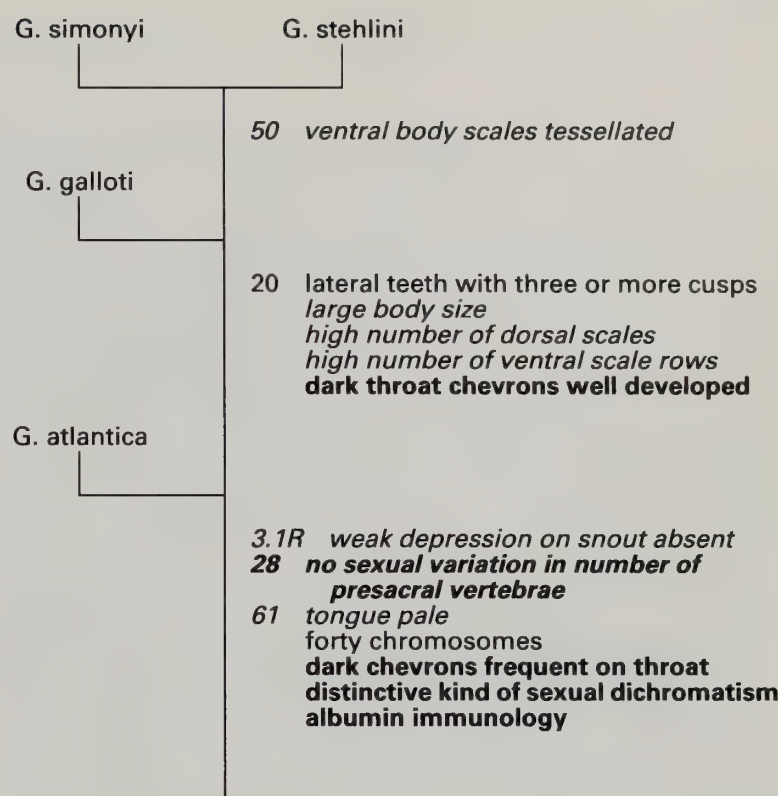 G. simonyi G. stehlini
50 ventral body scales tessellated
G. galloti
20 lateral teeth with three or more cusps
large body size
high number of dorsal scales
high number of ventral scale rows
dark throat chevrons well developed
G. atlantica
3.1R weak depression on snout absent
28 no sexual variation in number of
presacral vertebrae
61 tongue pale
forty chromosomes
dark chevrons frequent on throat
distinctive kind of sexual dichromatism
albumin immunology